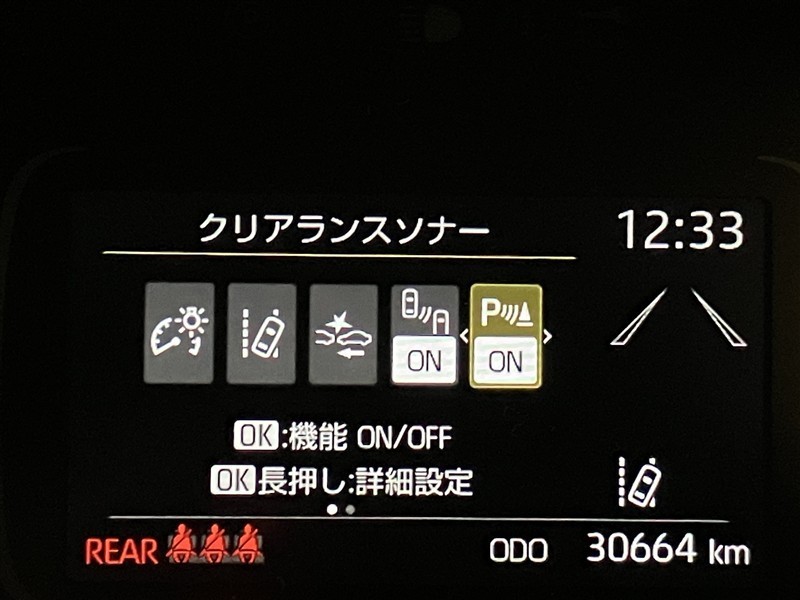 クリアランスソナー
12:33
P
ON
ON
OK:機能 ON/OFF
OK長押し:詳細設定
REAR
ODO 30664 km